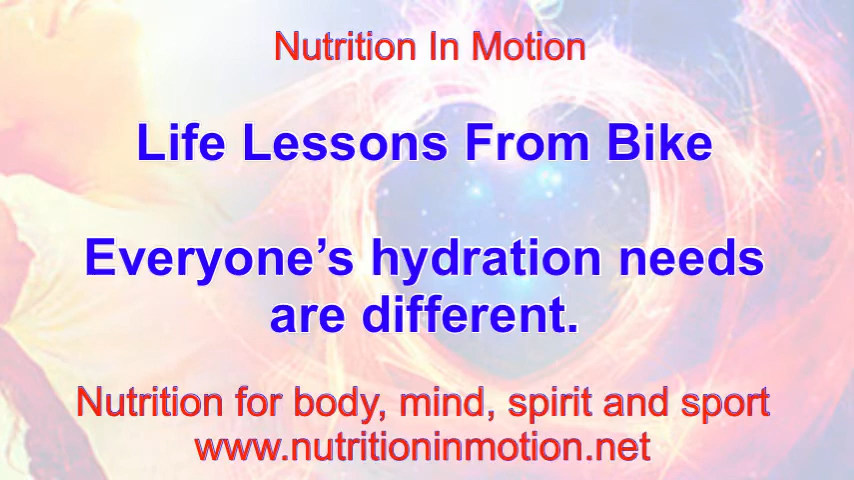 Nutrition In Motion
Life Lessons From Bike
Everyone’s hydration needs
are different.
Nutrition for body, mind, spirit and sport
www.nutritioninmotion.net